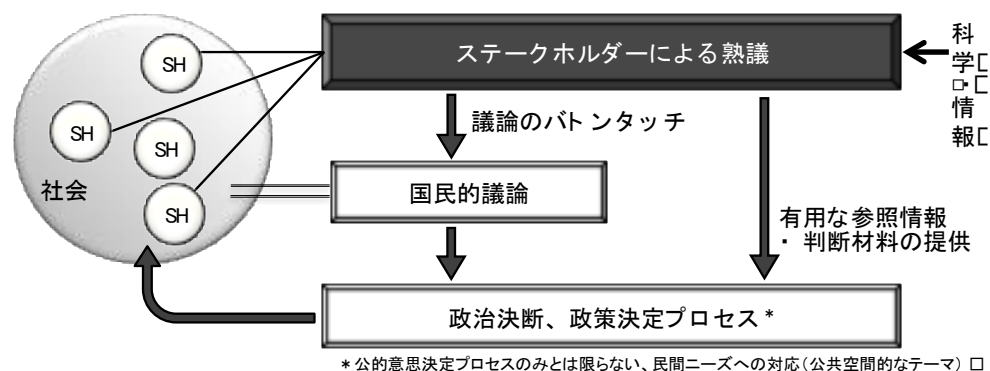 ステークホルダーによる熟議
科
学
・
情
報
SH
SH
SH
SH
社会
議論のバトンタッチ
国民的議論
有用な参照情報
・ 判断材料の提供
政治決断、政策決定プロセス*
*公的意思決定プロセスのみとは限らない、民間ニーズへの対応(公共空間的なテーマ)